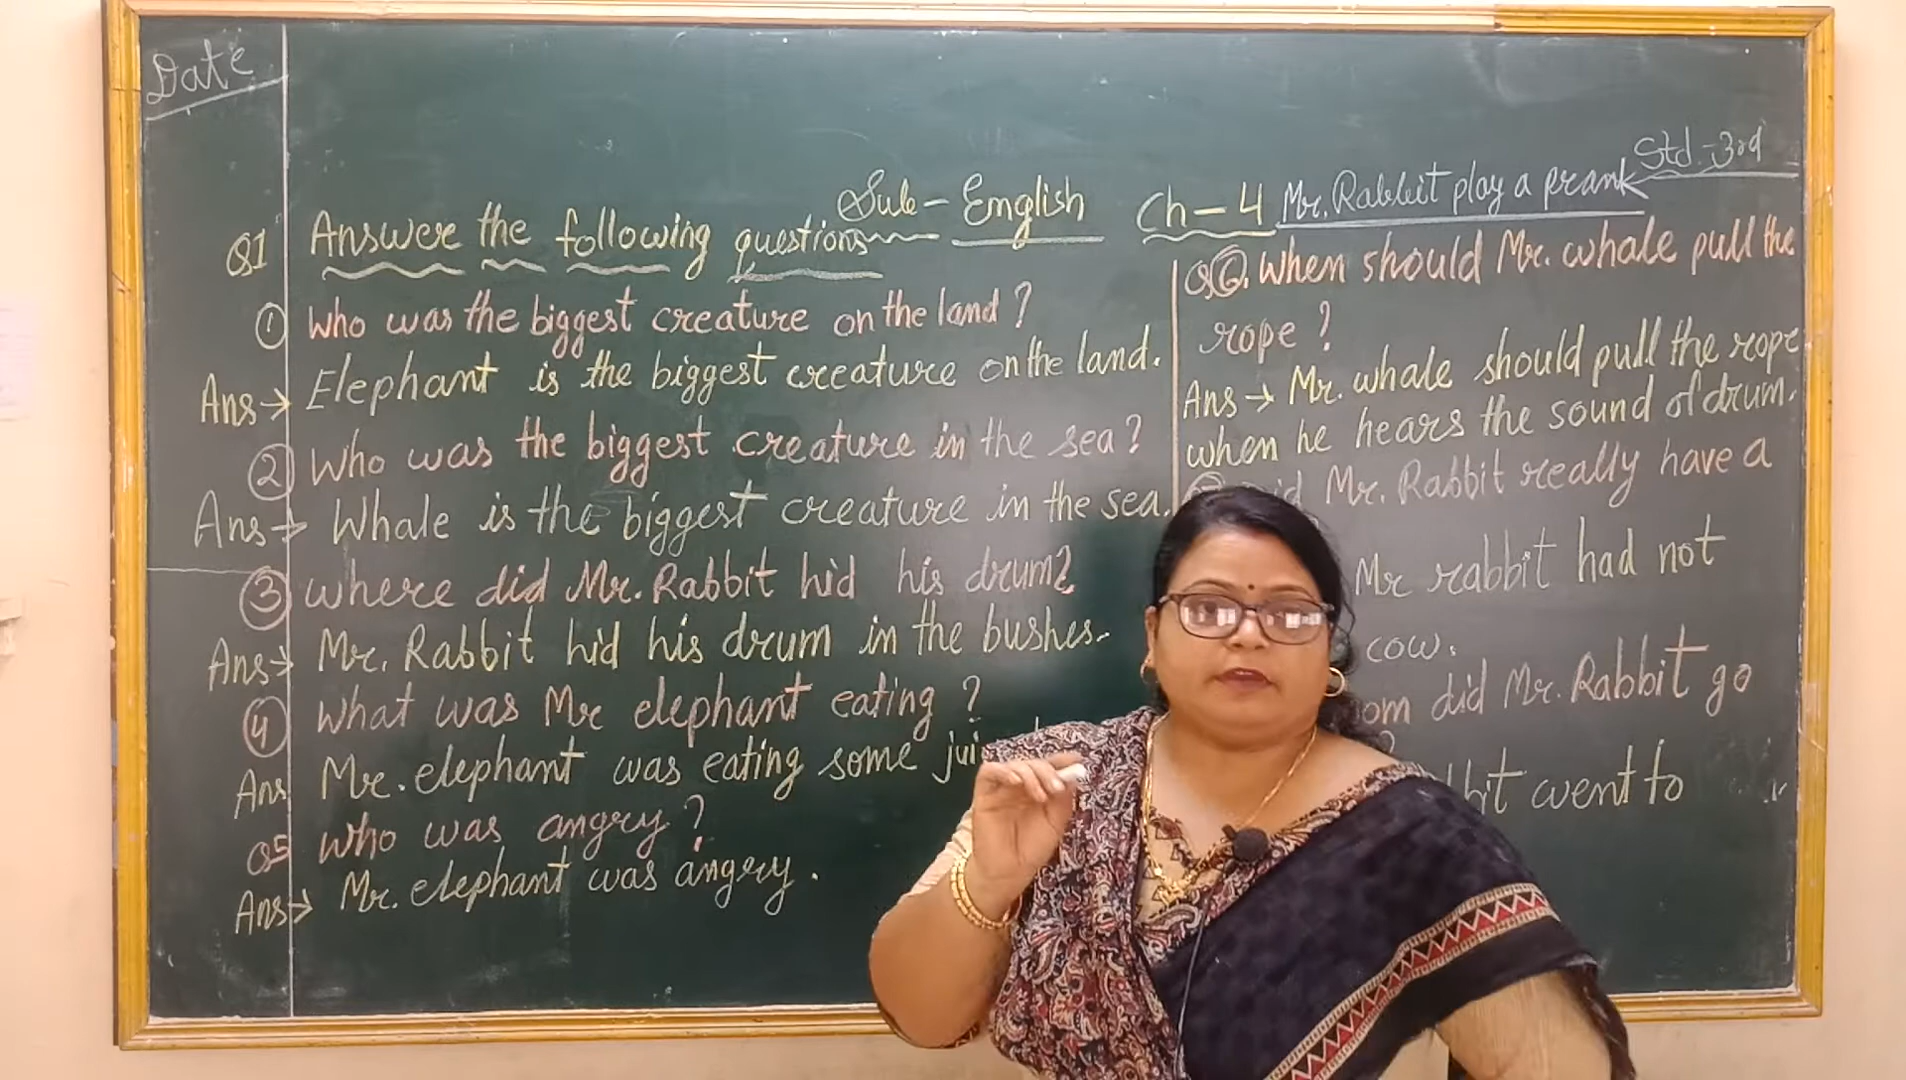 Date
Std-3rd
Sub- English Ch-4 Mr. Rabbit play a prank
Q1 Answer the following questions
① Who was the biggest creature on the land?
Ans→ Elephant is the biggest creature on the land.
② Who was the biggest creature in the sea?
Ans→ Whale is the biggest creature in the sea.
③ Where did Mr. Rabbit hid his drum?
Ans→ Mr. Rabbit hid his drum in the bushes.
④ What was Mr elephant eating?
Ans Mr. elephant was eating some
Q5 Who was angry?
Ans→ Mr. elephant was angry.
Q⑥. When should Mr. whale pull the
rope?
Ans→ Mr. whale should pull the rope
when he hears the sound of drum.
Mr. Rabbit really have a
Mr rabbit had not
cow.
did Mr. Rabbit go
went to